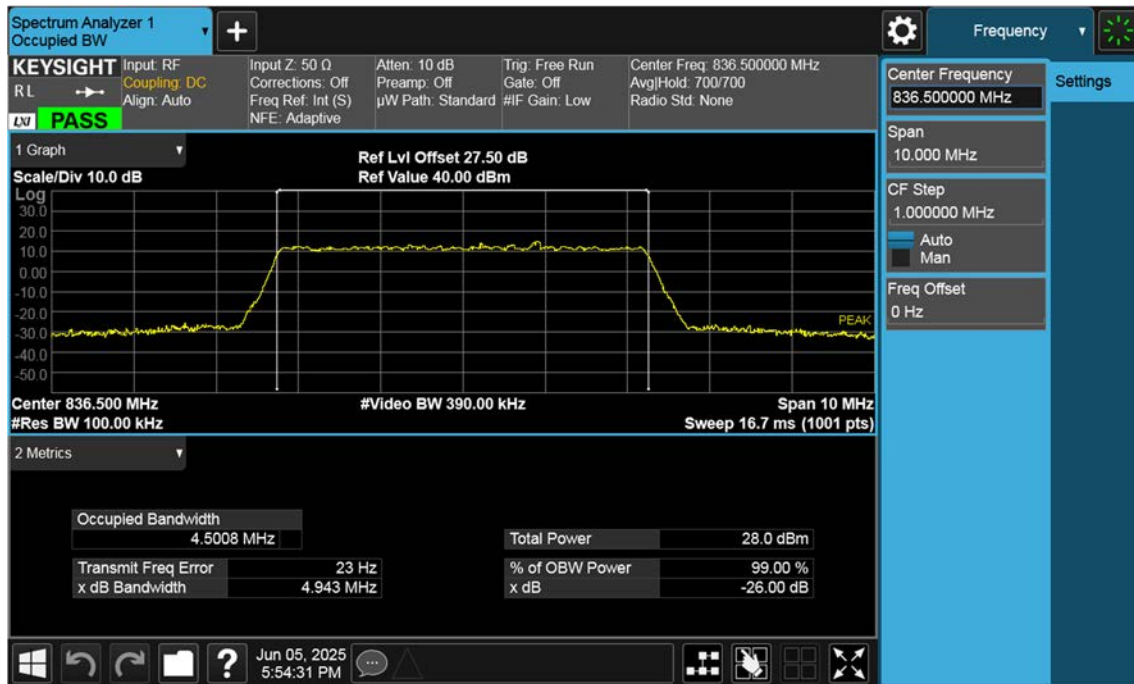 Spectrum Analyzer 1
Occupied BW
Frequency
KEYSIGHT
RL
LXI
PASS
Input: RF
Coupling: DC
Align: Auto
Input Z: 50 Ω
Corrections: Off
Freq Ref: Int (S)
NFE: Adaptive
Atten: 10 dB
Preamp: Off
µW Path: Standard
Trig: Free Run
Gate: Off
#IF Gain: Low
Center Freq: 836.500000 MHz
Avg|Hold: 700/700
Radio Std: None
Center Frequency
836.500000 MHz
Settings
Span
10.000 MHz
CF Step
1.000000 MHz
Auto
Man
Freq Offset
0 Hz
1 Graph
Scale/Div 10.0 dB
Ref Lvl Offset 27.50 dB
Ref Value 40.00 dBm
Log
30.0
20.0
10.0
0.00
-10.0
-20.0
-30.0
-40.0
-50.0
PEAK
Center 836.500 MHz
#Video BW 390.00 kHz
Span 10 MHz
#Res BW 100.00 kHz
Sweep 16.7 ms (1001 pts)
2 Metrics
Occupied Bandwidth
4.5008 MHz
Total Power 28.0 dBm
Transmit Freq Error 23 Hz
% of OBW Power 99.00 %
x dB Bandwidth 4.943 MHz
x dB -26.00 dB
?
Jun 05, 2025
5:54:31 PM